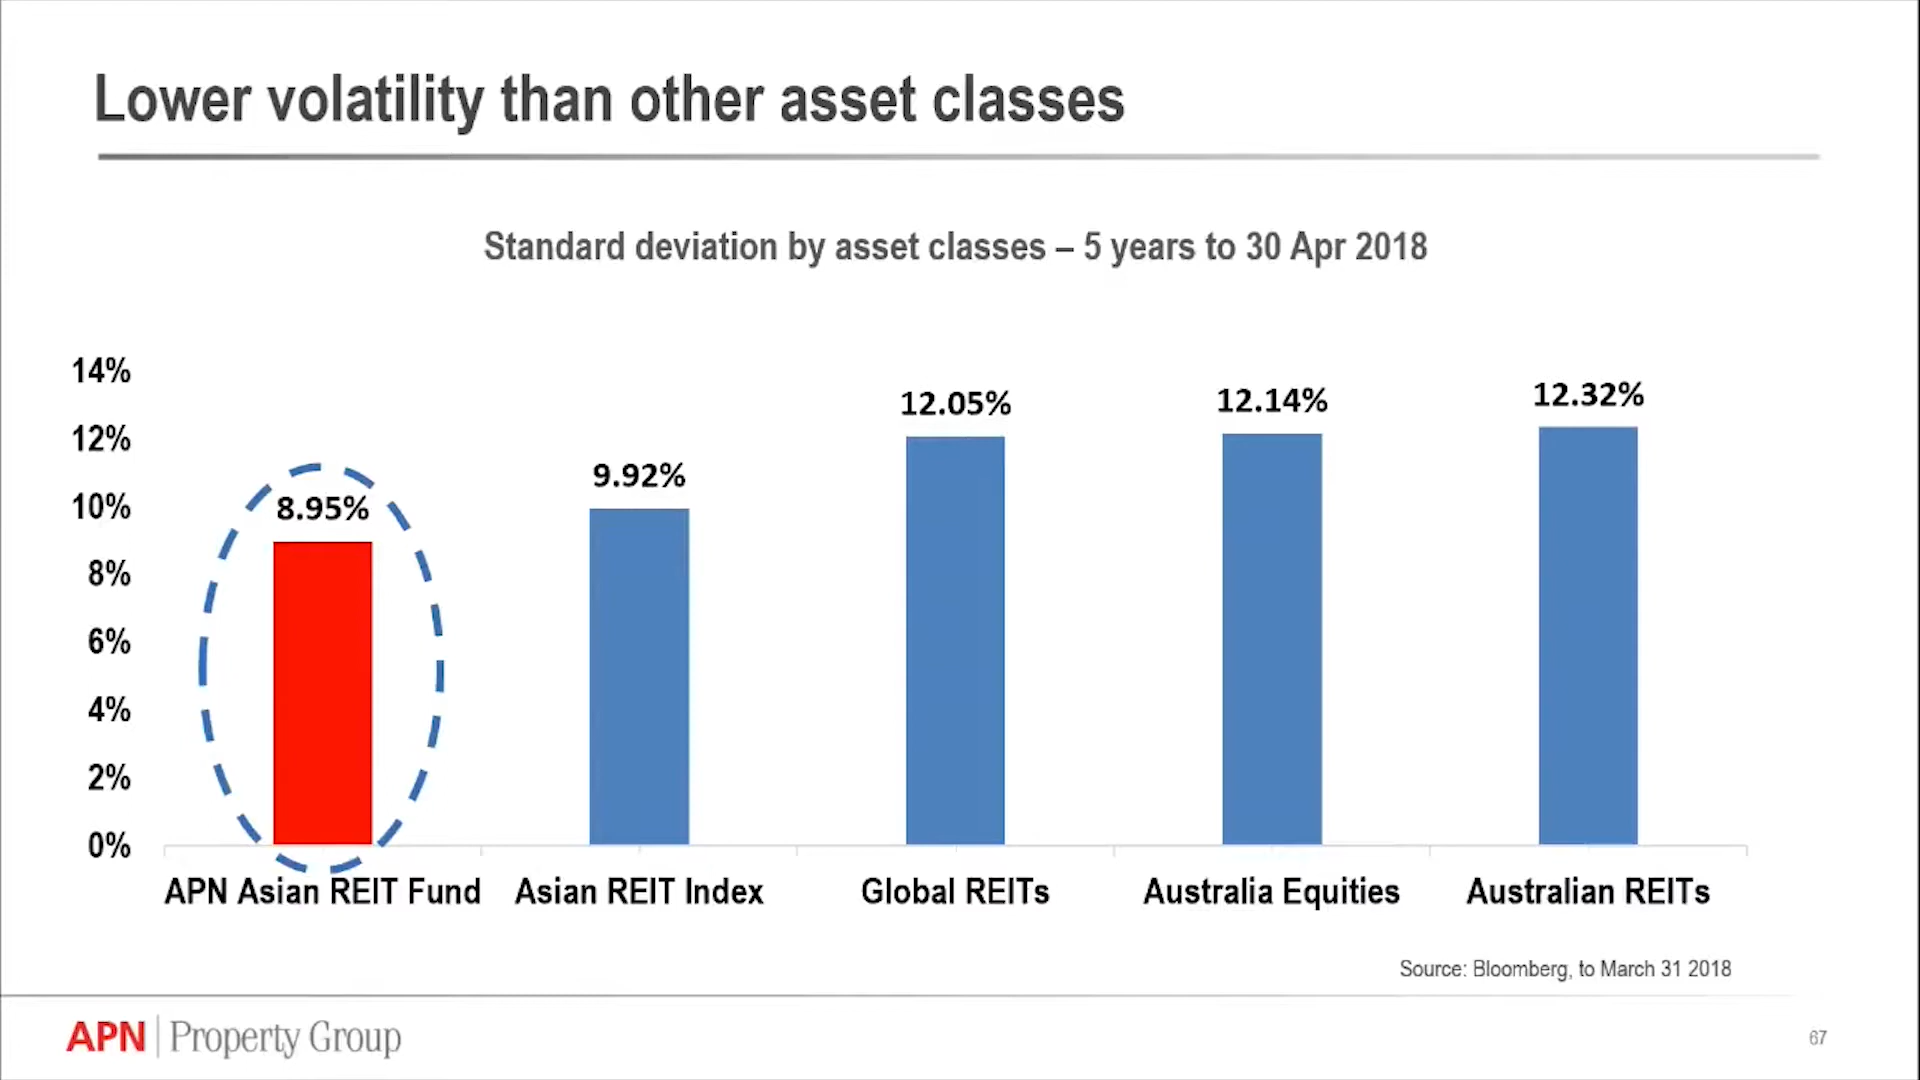 Lower volatility than other asset classes
Standard deviation by asset classes – 5 years to 30 Apr 2018
14%
12%
10%
8%
6%
4%
2%
0%
8.95%
9.92%
12.05%
12.14%
12.32%
APN Asian REIT Fund
Asian REIT Index
Global REITs
Australia Equities
Australian REITs
Source: Bloomberg, to March 31 2018
APN | Property Group
67